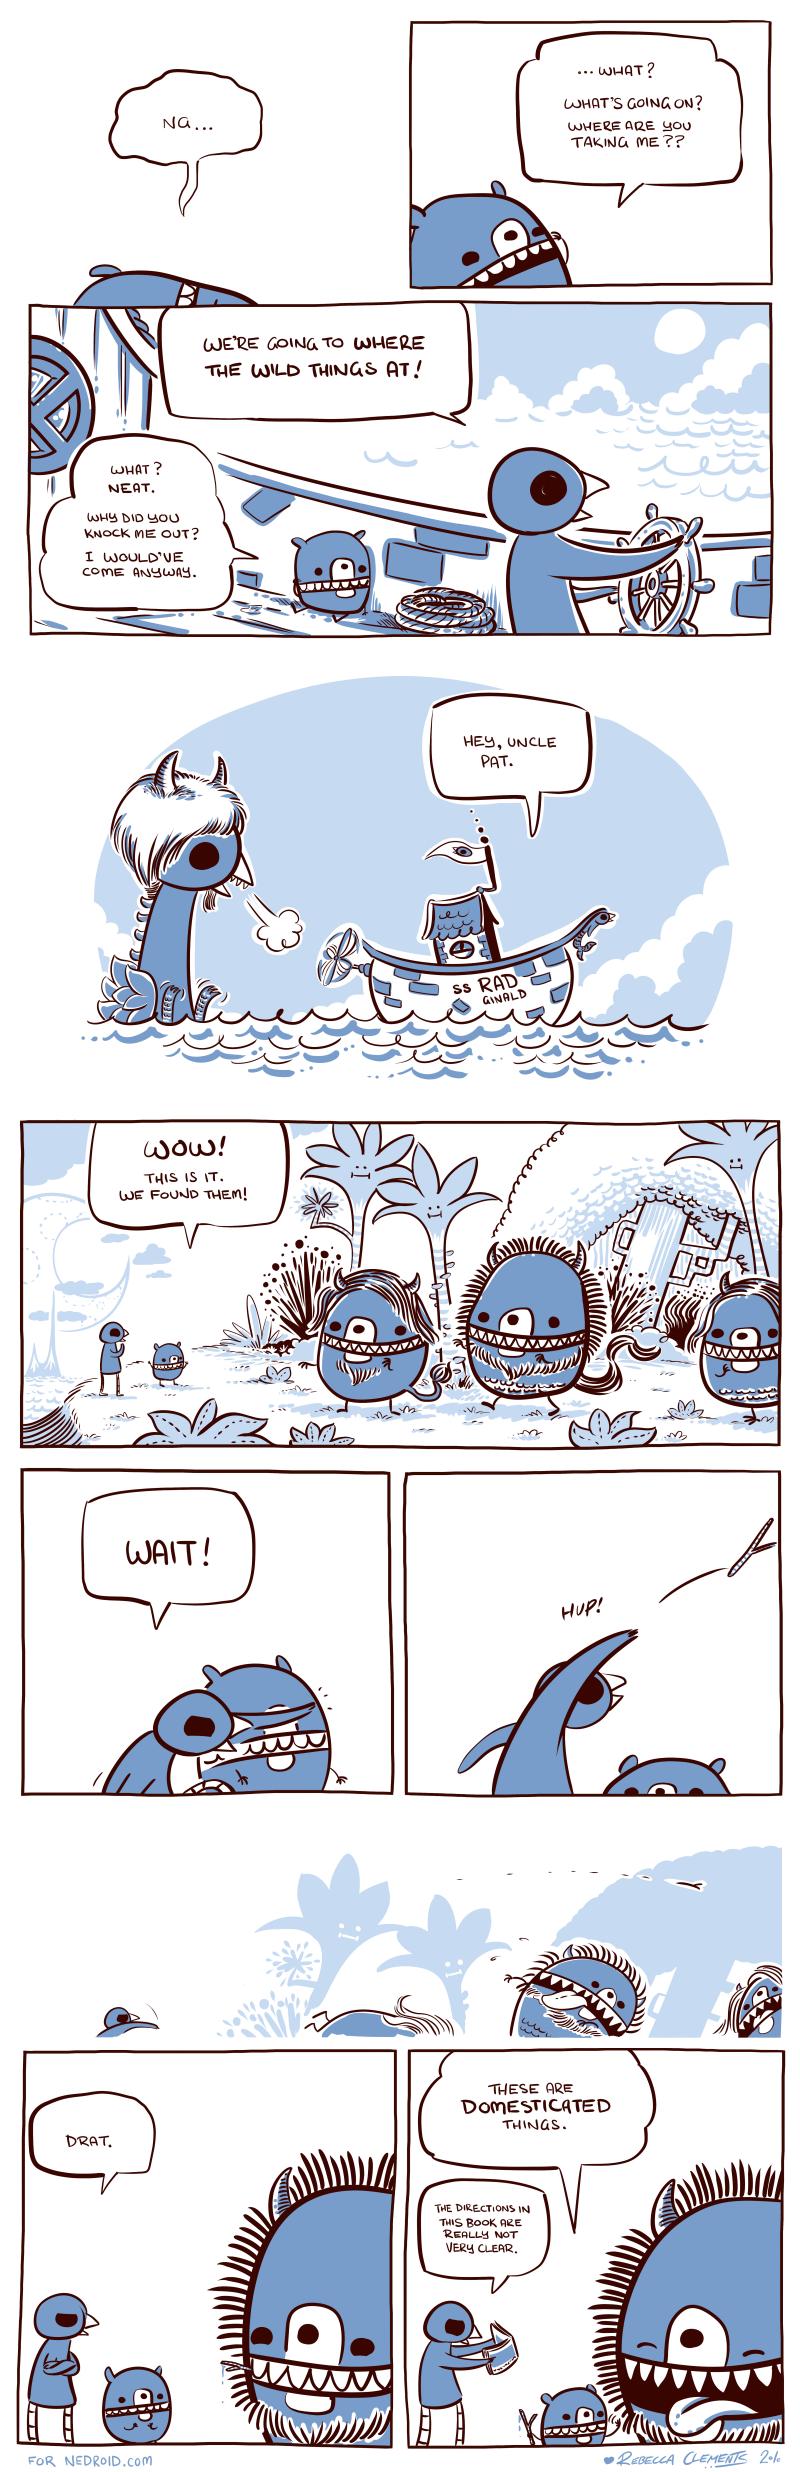 NG...
...WHAT?
WHAT'S GOING ON?
WHERE ARE YOU
TAKING ME??
WE'RE GOING TO WHERE
THE WILD THINGS AT!
WHAT?
NEAT.
WHY DID YOU
KNOCK ME OUT?
I WOULD'VE
COME ANYWAY.
HEY, UNCLE
PAT.
SS RAD
GINALD
WOW!
THIS IS IT.
WE FOUND THEM!
WAIT!
HUP!
DRAT.
THESE ARE
DOMESTICATED
THINGS.
THE DIRECTIONS IN
THIS BOOK ARE
REALLY NOT
VERY CLEAR.
FOR NEDROID.COM
REBECCA CLEMENTS